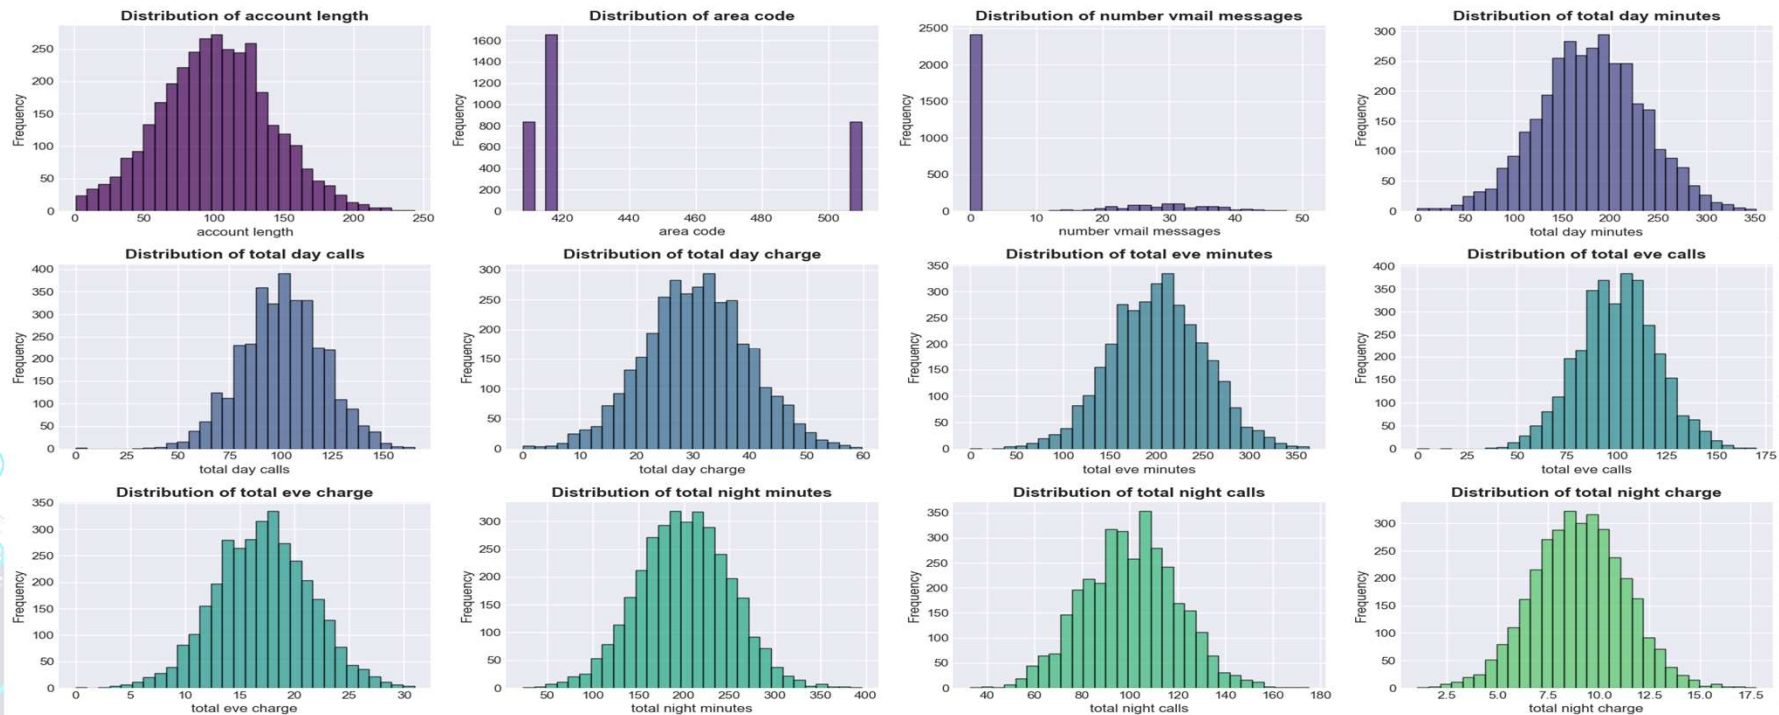 Distribution of account length
Frequency
250
200
150
100
50
0
0 50 100 150 200 250
account length
Distribution of area code
Frequency
1600
1400
1200
1000
800
600
400
200
0
420 440 460 480 500
area code
Distribution of number vmail messages
Frequency
2500
2000
1500
1000
500
0
0 10 20 30 40 50
number vmail messages
Distribution of total day minutes
Frequency
300
250
200
150
100
50
0
0 50 100 150 200 250 300 350
total day minutes
Distribution of total day calls
Frequency
400
350
300
250
200
150
100
50
0
0 25 50 75 100 125 150
total day calls
Distribution of total day charge
Frequency
300
250
200
150
100
50
0
0 10 20 30 40 50 60
total day charge
Distribution of total eve minutes
Frequency
350
300
250
200
150
100
50
0
0 50 100 150 200 250 300 350
total eve minutes
Distribution of total eve calls
Frequency
400
350
300
250
200
150
100
50
0
0 25 50 75 100 125 150 175
total eve calls
Distribution of total eve charge
Frequency
350
300
250
200
150
100
50
0
0 5 10 15 20 25 30
total eve charge
Distribution of total night minutes
Frequency
300
250
200
150
100
50
0
50 100 150 200 250 300 350 400
total night minutes
Distribution of total night calls
Frequency
350
300
250
200
150
100
50
0
40 60 80 100 120 140 160 180
total night calls
Distribution of total night charge
Frequency
300
250
200
150
100
50
0
2.5 5.0 7.5 10.0 12.5 15.0 17.5
total night charge